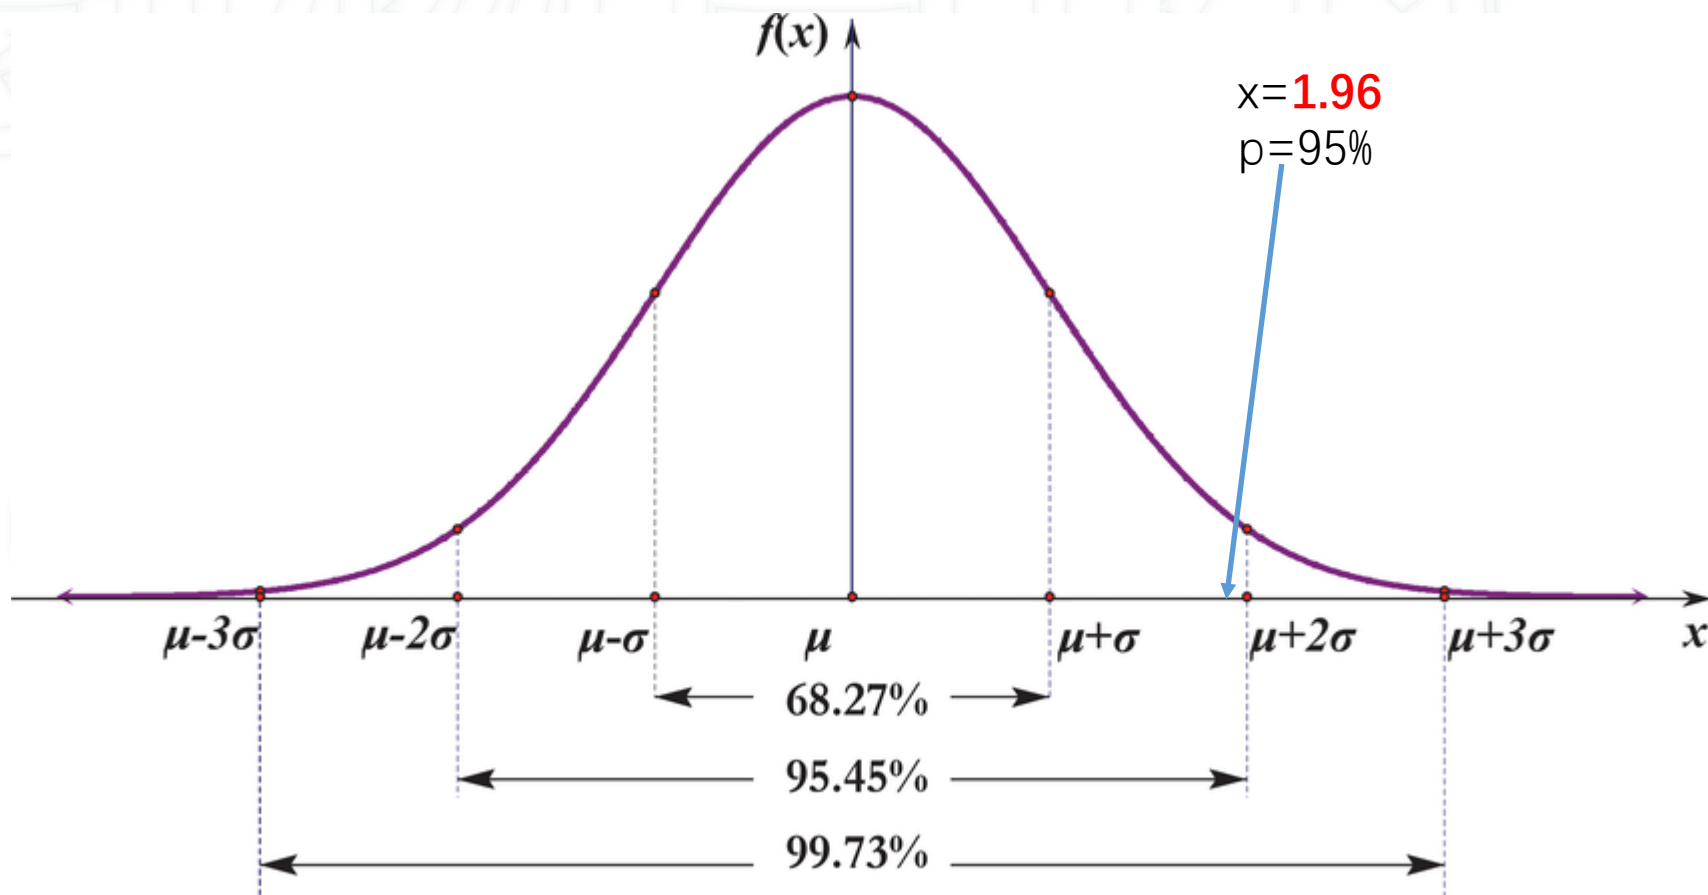 f(x)
x=1.96
p=95%
μ-3σ μ-2σ μ-σ μ μ+σ μ+2σ μ+3σ x
68.27%
95.45%
99.73%